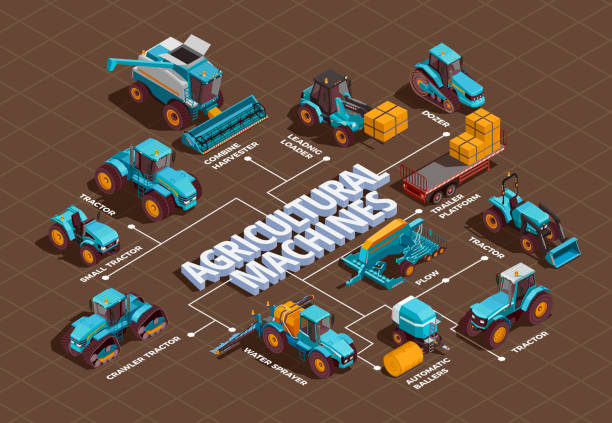 COMBINE
HARVESTER
LEADNIG
LOADER
DOZER
TRACTOR
TRAILER
PLATFORM
SMALL TRACTOR
AGRICULTURAL
MACHINES
TRACTOR
PLOW
CRAWLER TRACTOR
WATER SPRAYER
AUTOMATIC
BALLERS
TRACTOR